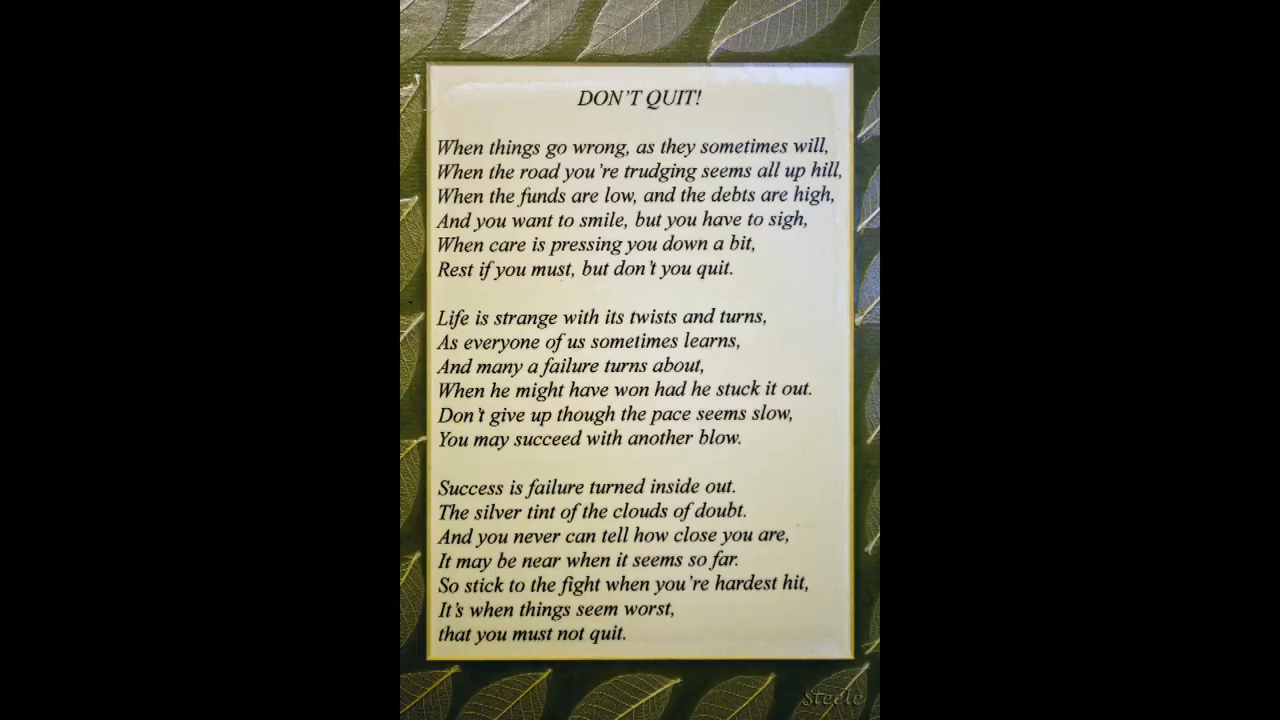 DON'T QUIT!
When things go wrong, as they sometimes will,
When the road you're trudging seems all up hill,
When the funds are low, and the debts are high,
And you want to smile, but you have to sigh,
When care is pressing you down a bit,
Rest if you must, but don't you quit.
Life is strange with its twists and turns,
As everyone of us sometimes learns,
And many a failure turns about,
When he might have won had he stuck it out.
Don't give up though the pace seems slow,
You may succeed with another blow.
Success is failure turned inside out.
The silver tint of the clouds of doubt.
And you never can tell how close you are,
It may be near when it seems so far.
So stick to the fight when you're hardest hit,
It's when things seem worst,
that you must not quit.
Steele